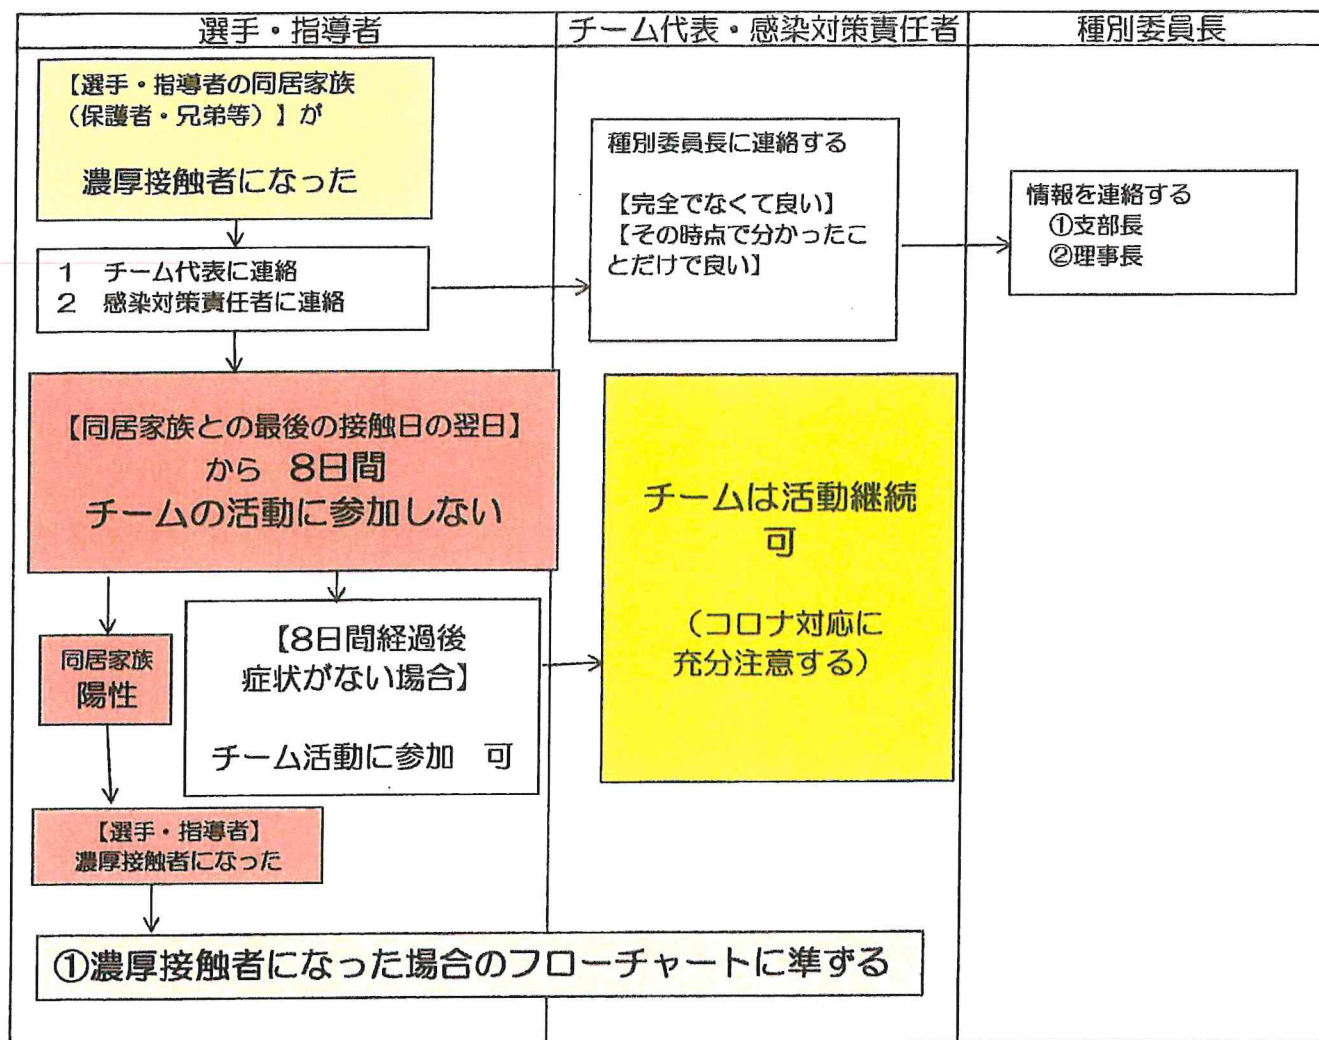 選手・指導者
チーム代表・感染対策責任者
種別委員長
【選手・指導者の同居家族
(保護者・兄弟等)】が
濃厚接触者になった
1 チーム代表に連絡
2 感染対策責任者に連絡
種別委員長に連絡する
【完全でなくて良い】
【その時点で分かったこ
とだけで良い】
情報を連絡する
①支部長
②理事長
【同居家族との最後の接触日の翌日】
から 8日間
チームの活動に参加しない
チームは活動継続
可
(コロナ対応に
充分注意する)
同居家族
陽性
【8日間経過後
症状がない場合】
チーム活動に参加 可
【選手・指導者】
濃厚接触者になった
①濃厚接触者になった場合のフローチャートに準ずる